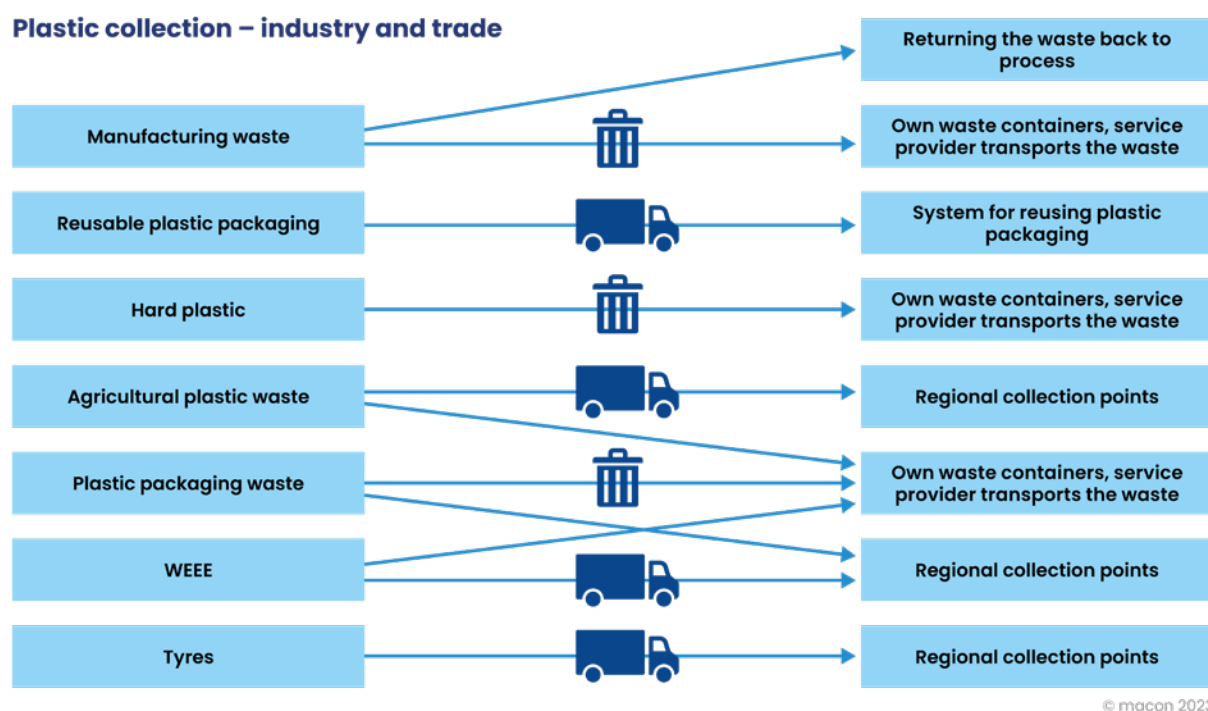 Plastic collection – industry and trade
Returning the waste back to
process
Manufacturing waste
Own waste containers, service
provider transports the waste
Reusable plastic packaging
System for reusing plastic
packaging
Hard plastic
Own waste containers, service
provider transports the waste
Agricultural plastic waste
Regional collection points
Plastic packaging waste
Own waste containers, service
provider transports the waste
WEEE
Regional collection points
Tyres
Regional collection points
© macon 2023